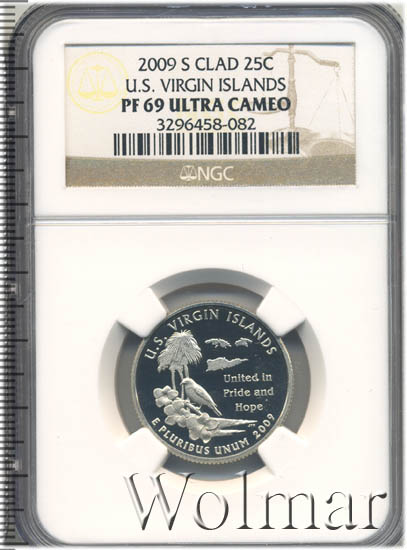 2009 S CLAD 25C
U.S. VIRGIN ISLANDS
PF 69 ULTRA CAMEO
3296458-082
NGC
U.S. VIRGIN ISLANDS
United in
Pride and
Hope
E PLURIBUS UNUM 2009
Wolmar